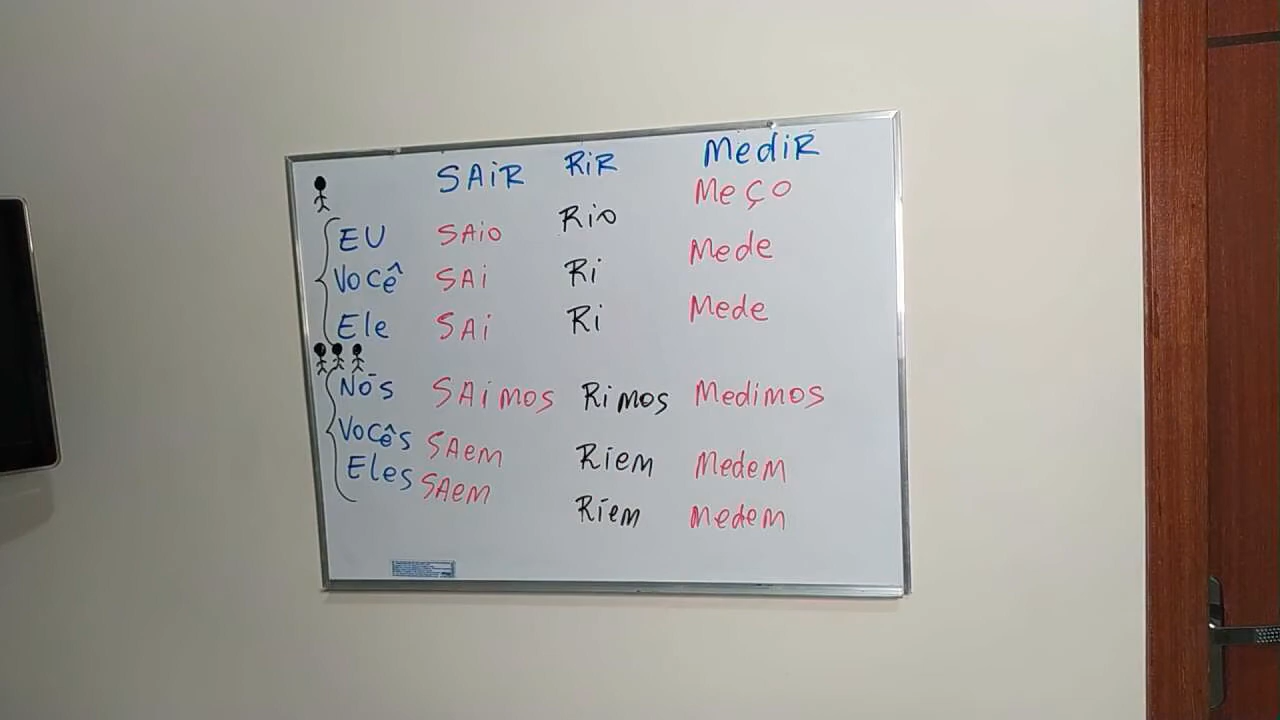 SAiR RiR MediR
EU SAio Rio Meço
Você SAi Ri Mede
Ele SAi Ri Mede
Nós SAimos Rimos Medimos
Vocês SAem Riem Medem
Eles SAem Riem Medem